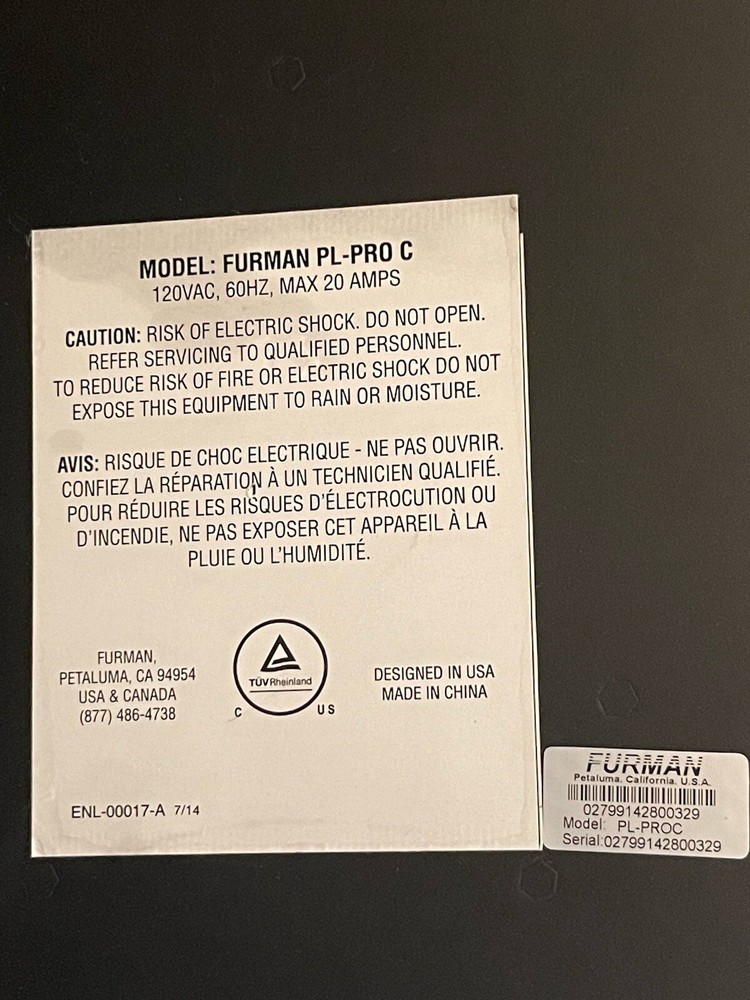 MODEL: FURMAN PL-PRO C
120VAC, 60HZ, MAX 20 AMPS
CAUTION: RISK OF ELECTRIC SHOCK. DO NOT OPEN.
REFER SERVICING TO QUALIFIED PERSONNEL.
TO REDUCE RISK OF FIRE OR ELECTRIC SHOCK DO NOT
EXPOSE THIS EQUIPMENT TO RAIN OR MOISTURE.
AVIS: RISQUE DE CHOC ELECTRIQUE - NE PAS OUVRIR.
CONFIEZ LA RÉPARATION À UN TECHNICIEN QUALIFIÉ.
POUR RÉDUIRE LES RISQUES D'ÉLECTROCUTION OU
D'INCENDIE, NE PAS EXPOSER CET APPAREIL À LA
PLUIE OU L'HUMIDITÉ.
FURMAN,
PETALUMA, CA 94954
USA & CANADA
(877) 486-4738
TÜVRheinland
C US
DESIGNED IN USA
MADE IN CHINA
ENL-00017-A 7/14
FURMAN
Petaluma. California. U.S.A.
02799142800329
Model: PL-PROC
Serial:02799142800329